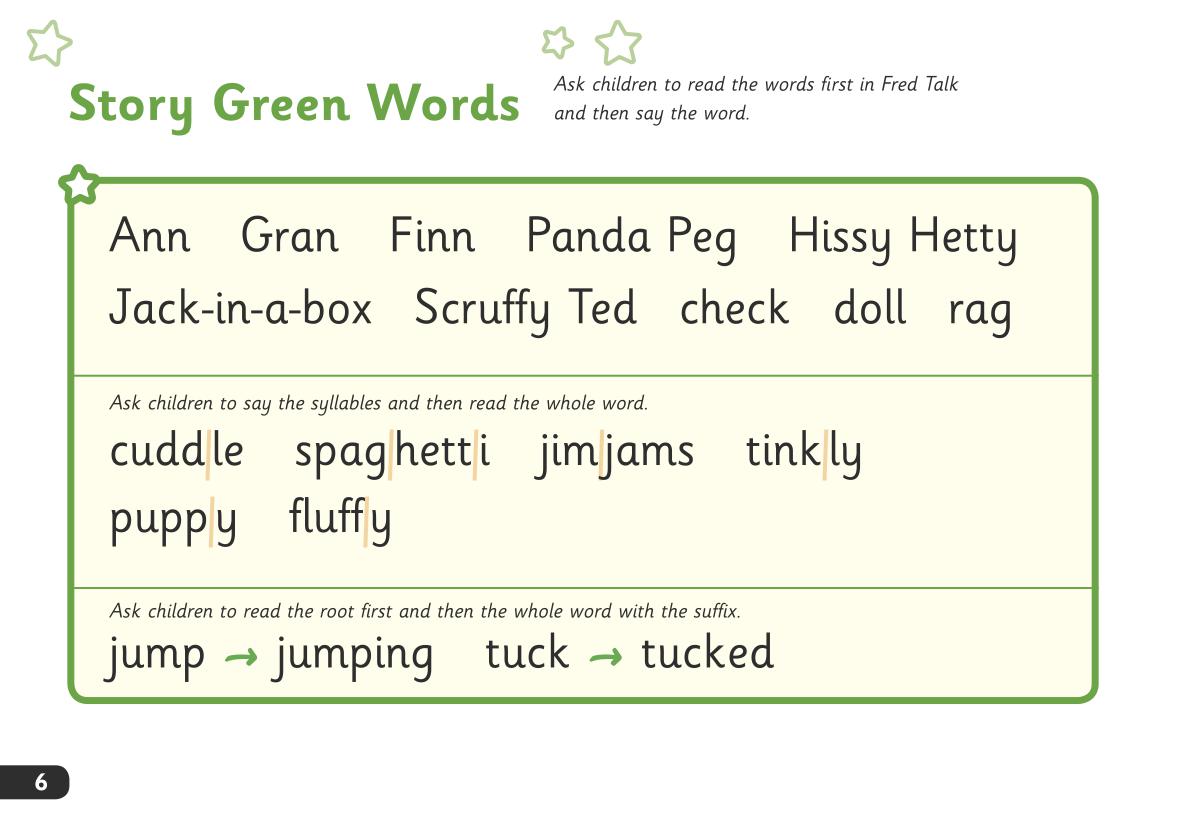 Story Green Words
Ask children to read the words first in Fred Talk
and then say the word.
Ann Gran Finn Panda Peg Hissy Hetty
Jack-in-a-box Scruffy Ted check doll rag
Ask children to say the syllables and then read the whole word.
cudd|le spag|hett|i jim|jams tink|ly
pupp|y fluff|y
Ask children to read the root first and then the whole word with the suffix.
jump → jumping tuck → tucked
6